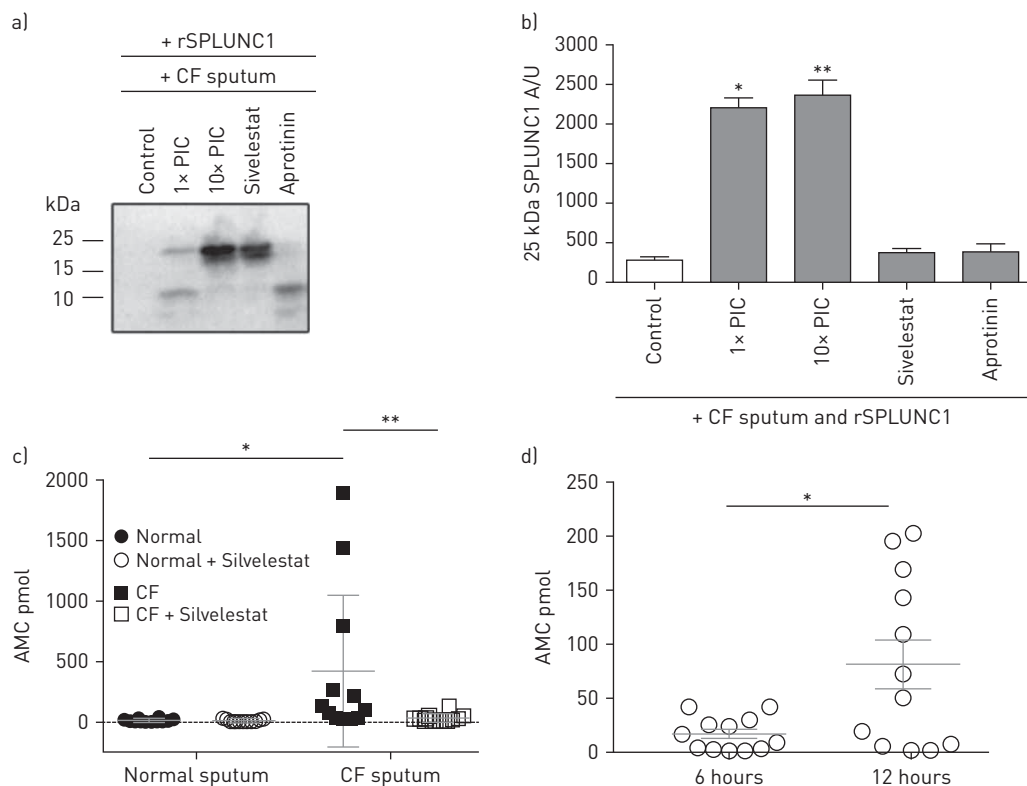 a)
+ rSPLUNC1
+ CF sputum
Control
1× PIC
10× PIC
Sivelestat
Aprotinin
kDa
25
15
10
b)
25 kDa SPLUNC1 A/U
3000
2500
2000
1500
1000
500
0
*
**
Control
1× PIC
10× PIC
Sivelestat
Aprotinin
+ CF sputum and rSPLUNC1
c)
*
**
AMC pmol
2000
1500
1000
500
0
Normal
Normal + Silvelestat
CF
CF + Silvelestat
Normal sputum
CF sputum
d)
*
AMC pmol
250
200
150
100
50
0
6 hours
12 hours